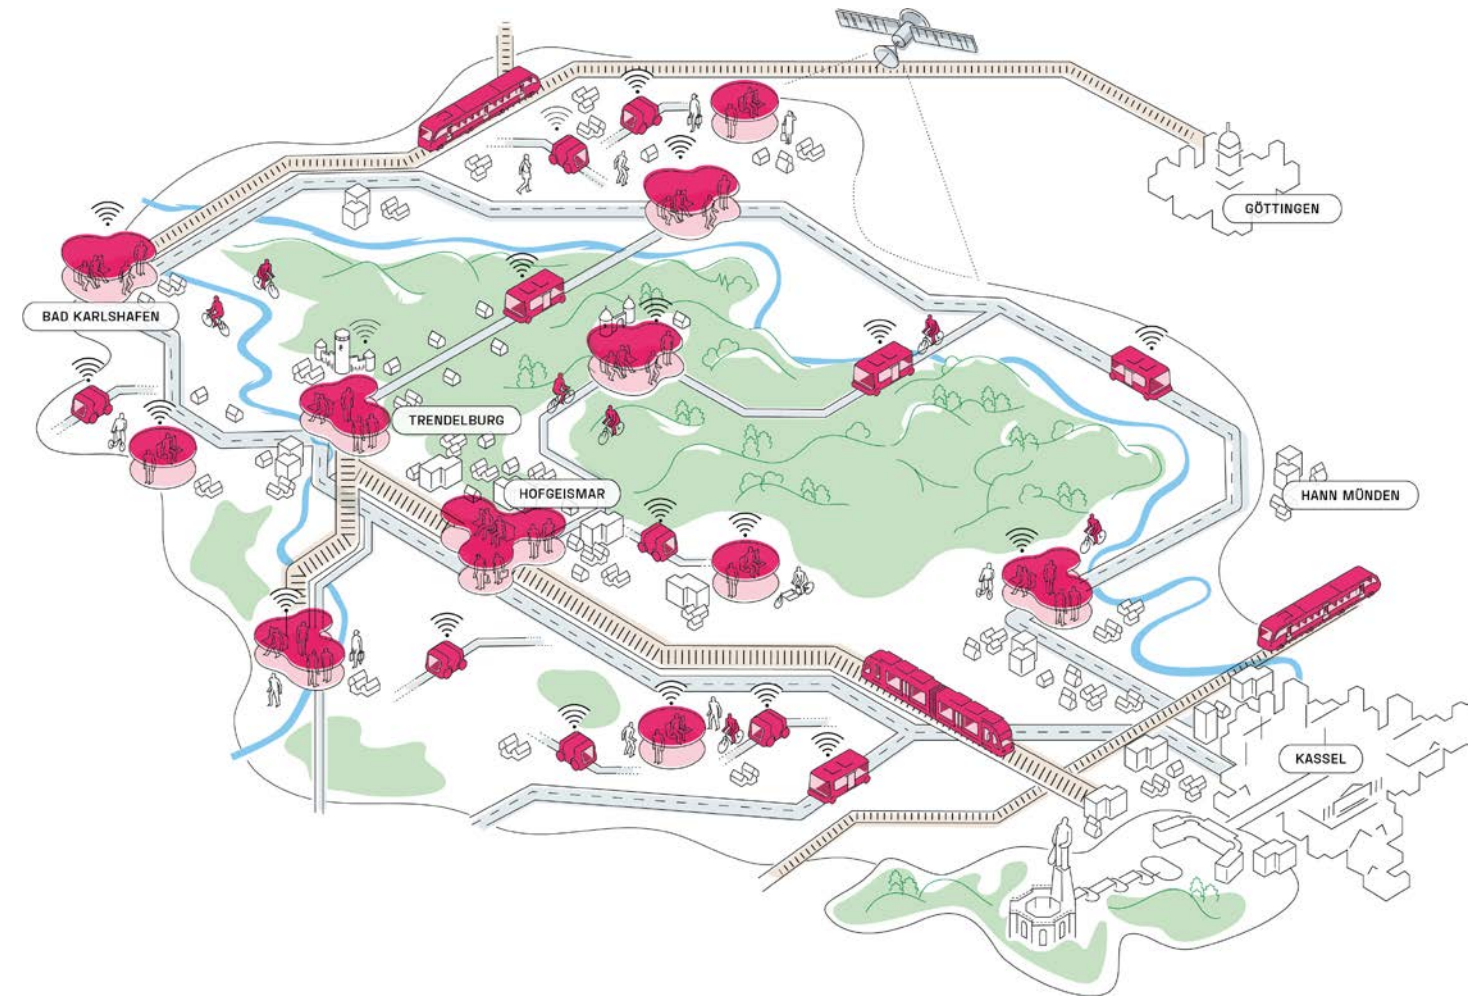 GÖTTINGEN
BAD KARLSHAFEN
TRENDELBURG
HOFGEISMAR
HANN MÜNDEN
KASSEL